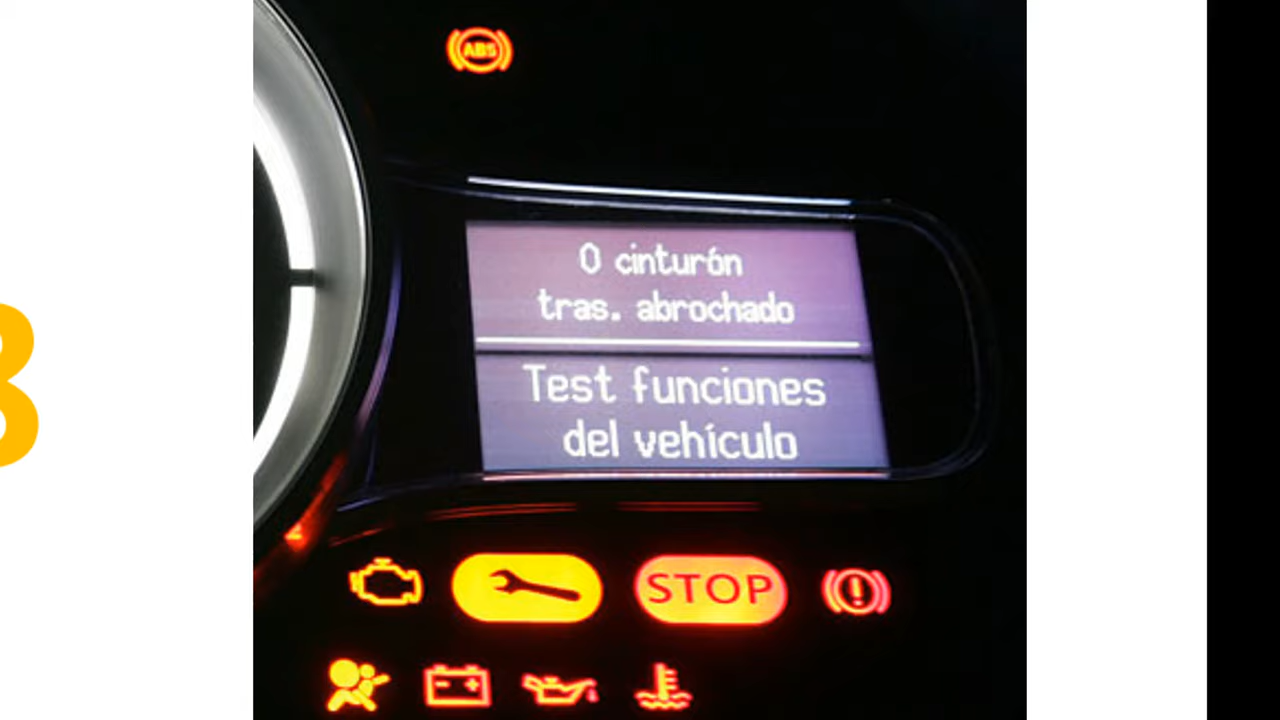 ABS
0 cinturón
tras. abrochado
Test funciones
del vehículo
STOP